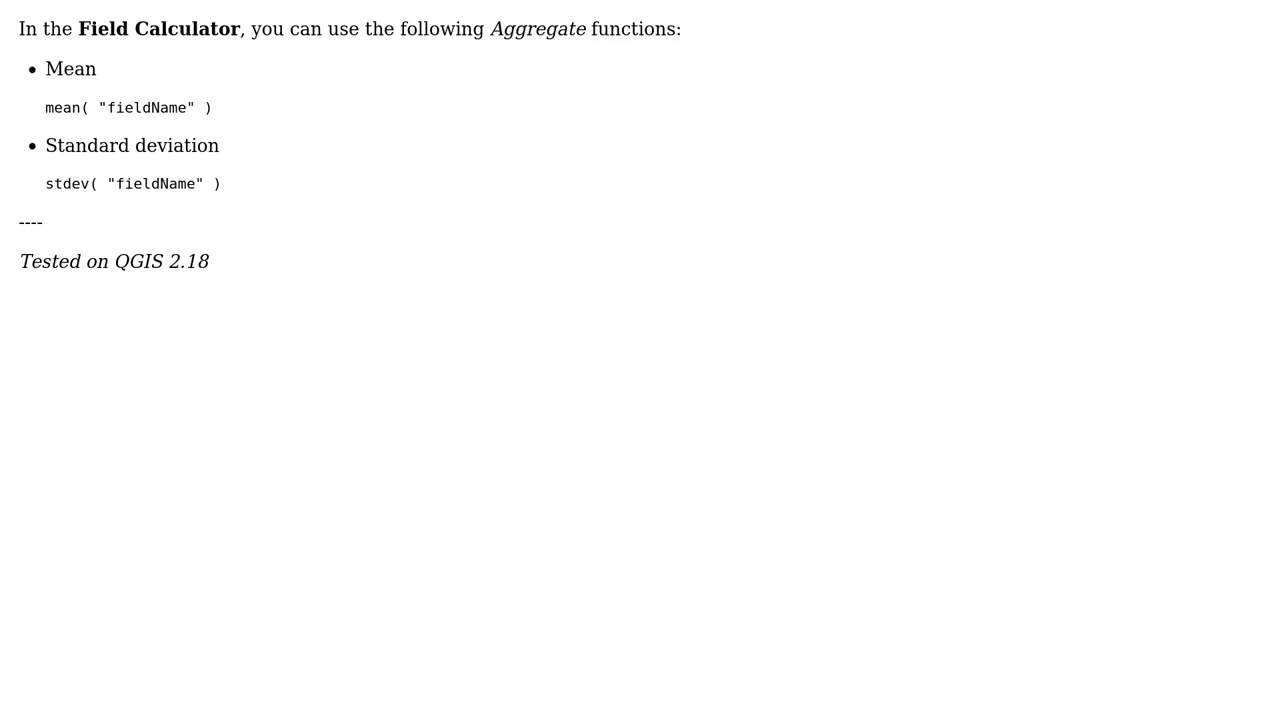 In the Field Calculator, you can use the following Aggregate functions:
• Mean
mean( "fieldName" )
• Standard deviation
stdev( "fieldName" )
----
Tested on QGIS 2.18